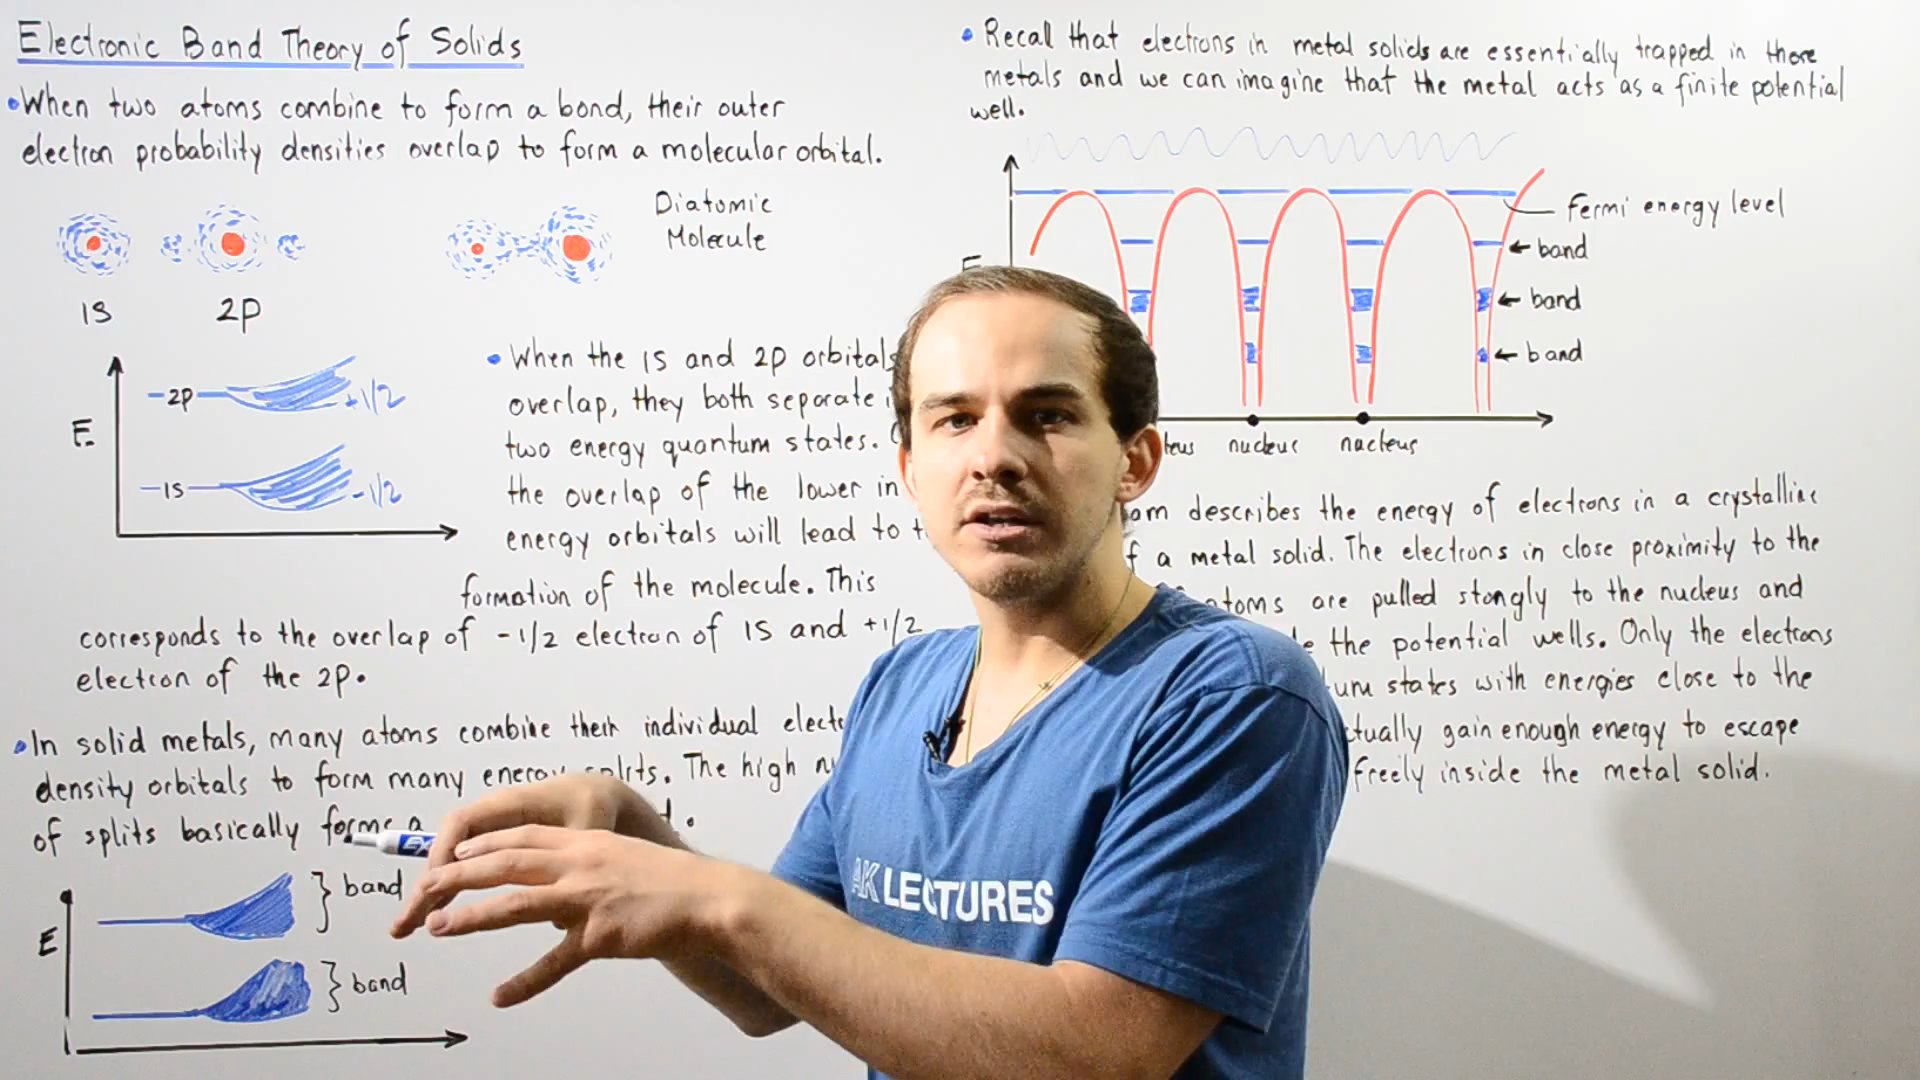 Electronic Band Theory of Solids
• When two atoms combine to form a bond, their outer
electron probability densities overlap to form a molecular orbital.
Diatomic
Molecule
1S 2p
E
2p +1/2
1S -1/2
• When the 1S and 2p orbitals
overlap, they both separate
two energy quantum states.
the overlap of the lower in
energy orbitals will lead to
formation of the molecule. This
corresponds to the overlap of -1/2 electron of 1S and +1/2
electron of the 2p.
• In solid metals, many atoms combine their individual
density orbitals to form many energy splits. The high
of splits basically forms a
E
} band
} band
• Recall that electrons in metal solids are essentially trapped in these
metals and we can imagine that the metal acts as a finite potential
well.
Fermi energy level
← band
← band
← band
nucleus nucleus
describes the energy of electrons in a crystalline
a metal solid. The electrons in close proximity to the
atoms are pulled stongly to the nucleus and
the potential wells. Only the electrons
states with energies close to the
gain enough energy to escape
freely inside the metal solid.
AK LECTURES